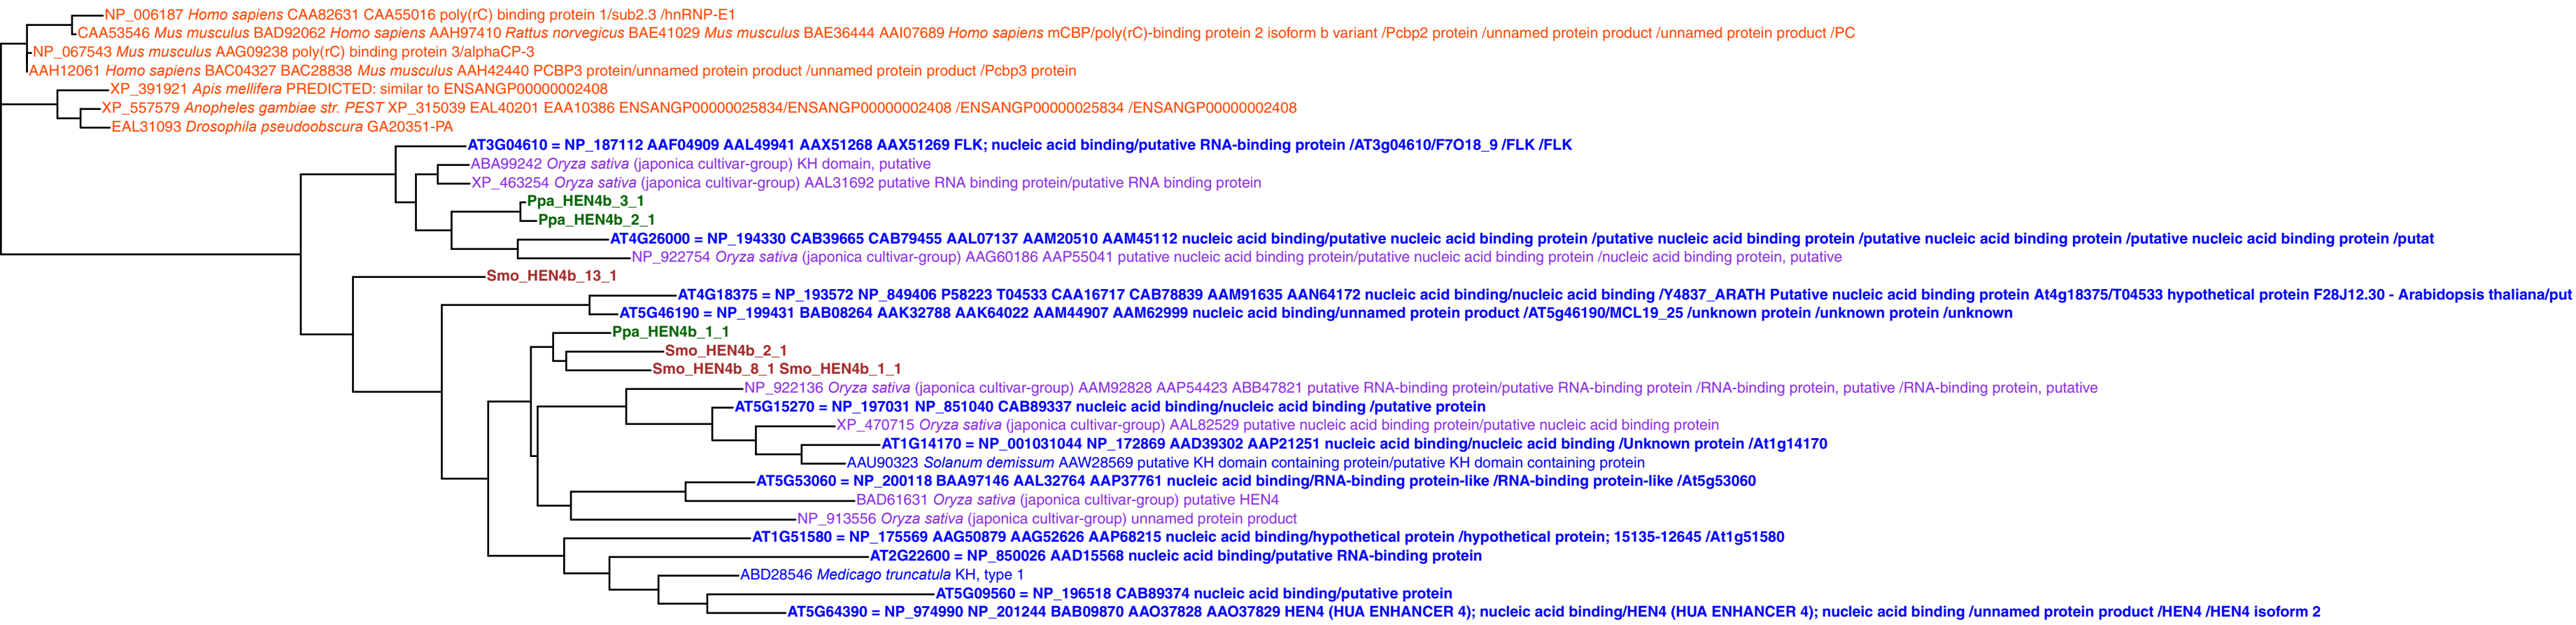 NP_006187 Homo sapiens CAA82631 CAA55016 poly(rC) binding protein 1/sub2.3 /hnRNP-E1
CAA53546 Mus musculus BAD92062 Homo sapiens AAH97410 Rattus norvegicus BAE41029 Mus musculus BAE36444 AAI07689 Homo sapiens mCBP/poly(rC)-binding protein 2 isoform b variant /Pcbp2 protein /unnamed protein product /unnamed protein product /PC
NP_067543 Mus musculus AAG09238 poly(rC) binding protein 3/alphaCP-3
AAH12061 Homo sapiens BAC04327 BAC28838 Mus musculus AAH42440 PCBP3 protein/unnamed protein product /unnamed protein product /Pcbp3 protein
XP_391921 Apis mellifera PREDICTED: similar to ENSANGP00000002408
XP_557579 Anopheles gambiae str. PEST XP_315039 EAL40201 EAA10386 ENSANGP00000025834/ENSANGP00000002408 /ENSANGP00000025834 /ENSANGP00000002408
EAL31093 Drosophila pseudoobscura GA20351-PA
AT3G04610 = NP_187112 AAF04909 AAL49941 AAX51268 AAX51269 FLK; nucleic acid binding/putative RNA-binding protein /AT3g04610/F7O18_9 /FLK /FLK
ABA99242 Oryza sativa (japonica cultivar-group) KH domain, putative
XP_463254 Oryza sativa (japonica cultivar-group) AAL31692 putative RNA binding protein/putative RNA binding protein
Ppa_HEN4b_3_1
Ppa_HEN4b_2_1
AT4G26000 = NP_194330 CAB39665 CAB79455 AAL07137 AAM20510 AAM45112 nucleic acid binding/putative nucleic acid binding protein /putative nucleic acid binding protein /putative nucleic acid binding protein /putative nucleic acid binding protein /putat
NP_922754 Oryza sativa (japonica cultivar-group) AAG60186 AAP55041 putative nucleic acid binding protein/putative nucleic acid binding protein /nucleic acid binding protein, putative
Smo_HEN4b_13_1
AT4G18375 = NP_193572 NP_849406 P58223 T04533 CAA16717 CAB78839 AAM91635 AAN64172 nucleic acid binding/nucleic acid binding /Y4837_ARATH Putative nucleic acid binding protein At4g18375/T04533 hypothetical protein F28J12.30 - Arabidopsis thaliana/put
AT5G46190 = NP_199431 BAB08264 AAK32788 AAK64022 AAM44907 AAM62999 nucleic acid binding/unnamed protein product /AT5g46190/MCL19_25 /unknown protein /unknown protein /unknown
Ppa_HEN4b_1_1
Smo_HEN4b_2_1
Smo_HEN4b_8_1 Smo_HEN4b_1_1
NP_922136 Oryza sativa (japonica cultivar-group) AAM92828 AAP54423 ABB47821 putative RNA-binding protein/putative RNA-binding protein /RNA-binding protein, putative /RNA-binding protein, putative
AT5G15270 = NP_197031 NP_851040 CAB89337 nucleic acid binding/nucleic acid binding /putative protein
XP_470715 Oryza sativa (japonica cultivar-group) AAL82529 putative nucleic acid binding protein/putative nucleic acid binding protein
AT1G14170 = NP_001031044 NP_172869 AAD39302 AAP21251 nucleic acid binding/nucleic acid binding /Unknown protein /At1g14170
AAU90323 Solanum demissum AAW28569 putative KH domain containing protein/putative KH domain containing protein
AT5G53060 = NP_200118 BAA97146 AAL32764 AAP37761 nucleic acid binding/RNA-binding protein-like /RNA-binding protein-like /At5g53060
BAD61631 Oryza sativa (japonica cultivar-group) putative HEN4
NP_913556 Oryza sativa (japonica cultivar-group) unnamed protein product
AT1G51580 = NP_175569 AAG50879 AAG52626 AAP68215 nucleic acid binding/hypothetical protein /hypothetical protein; 15135-12645 /At1g51580
AT2G22600 = NP_850026 AAD15568 nucleic acid binding/putative RNA-binding protein
ABD28546 Medicago truncatula KH, type 1
AT5G09560 = NP_196518 CAB89374 nucleic acid binding/putative protein
AT5G64390 = NP_974990 NP_201244 BAB09870 AAO37828 AAO37829 HEN4 (HUA ENHANCER 4); nucleic acid binding/HEN4 (HUA ENHANCER 4); nucleic acid binding /unnamed protein product /HEN4 /HEN4 isoform 2